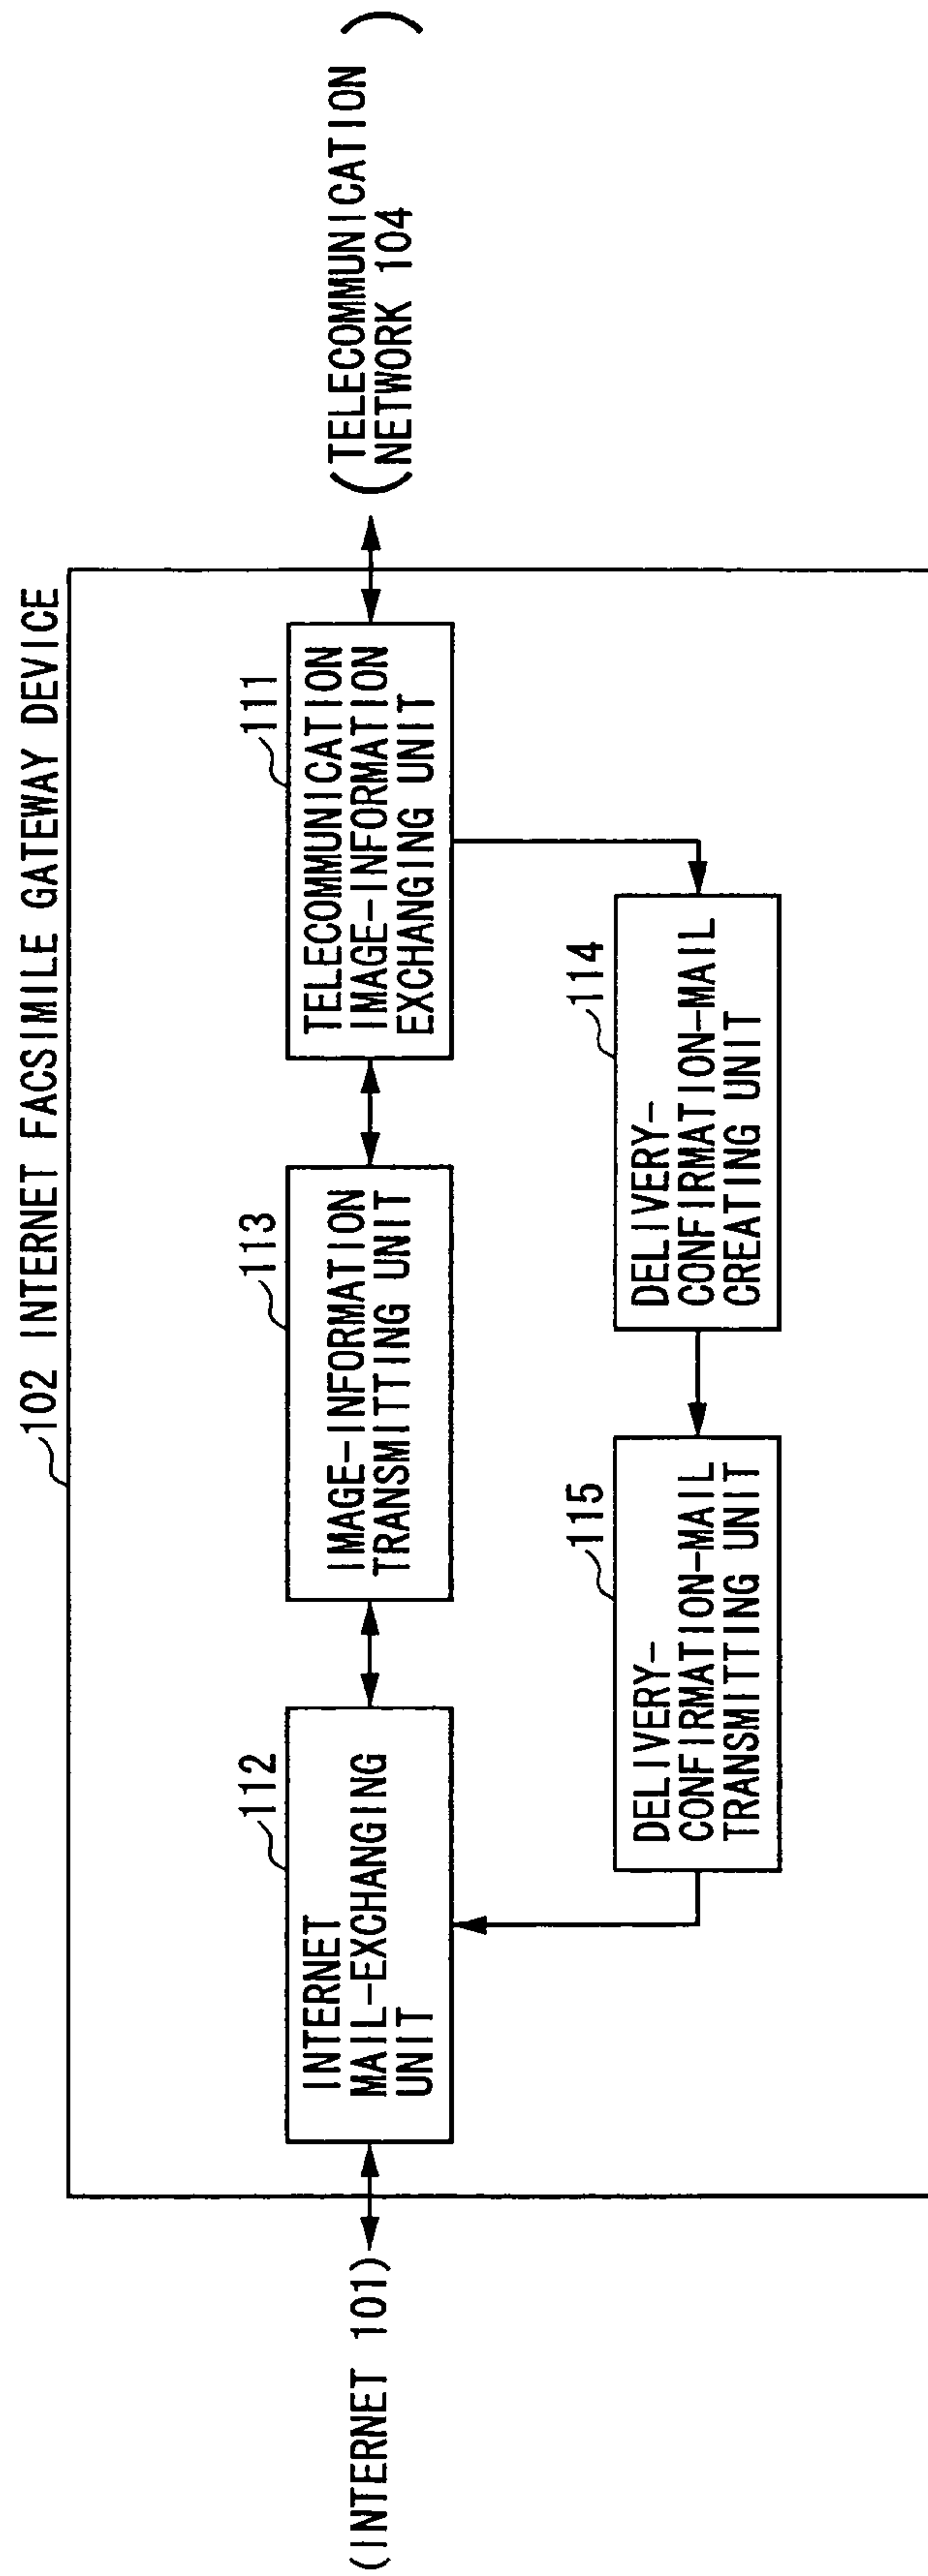 102 INTERNET FACSIMILE GATEWAY DEVICE
(INTERNET 101)
112
INTERNET
MAIL-EXCHANGING
UNIT
113
IMAGE-INFORMATION
TRANSMITTING UNIT
111
TELECOMMUNICATION
IMAGE-INFORMATION
EXCHANGING UNIT
(TELECOMMUNICATION
NETWORK 104)
115
DELIVERY-
CONFIRMATION-MAIL
TRANSMITTING UNIT
114
DELIVERY-
CONFIRMATION-MAIL
CREATING UNIT